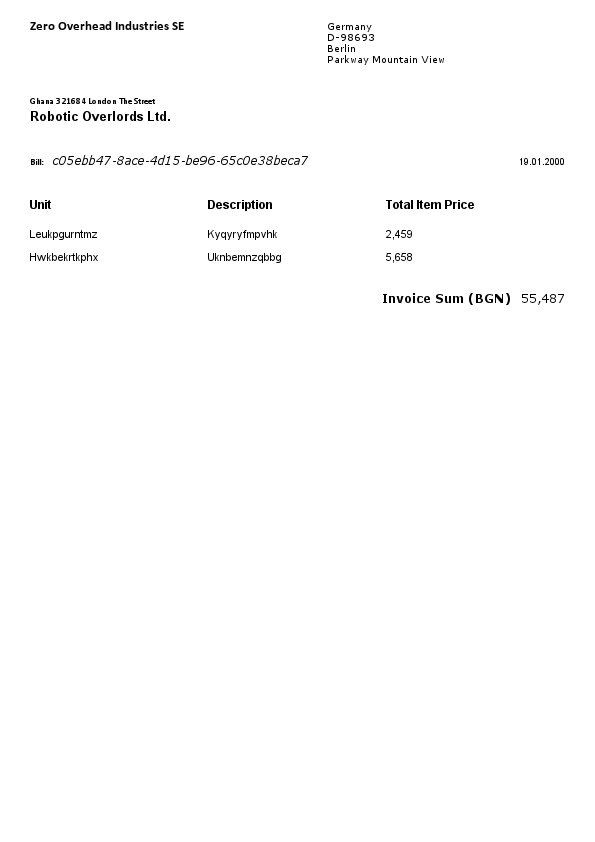 Zero Overhead Industries SE
Germany
D-98693
Berlin
Parkway Mountain View
Ghana 321684 London The Street
Robotic Overlords Ltd.
Bill: c05ebb47-8ace-4d15-be96-65c0e38beca7 19.01.2000
Unit Description Total Item Price
Leukpgurntmz Kyqyryfmpvhk 2,459
Hwkbekrtkphx Uknbemnzqbbg 5,658
Invoice Sum (BGN) 55,487